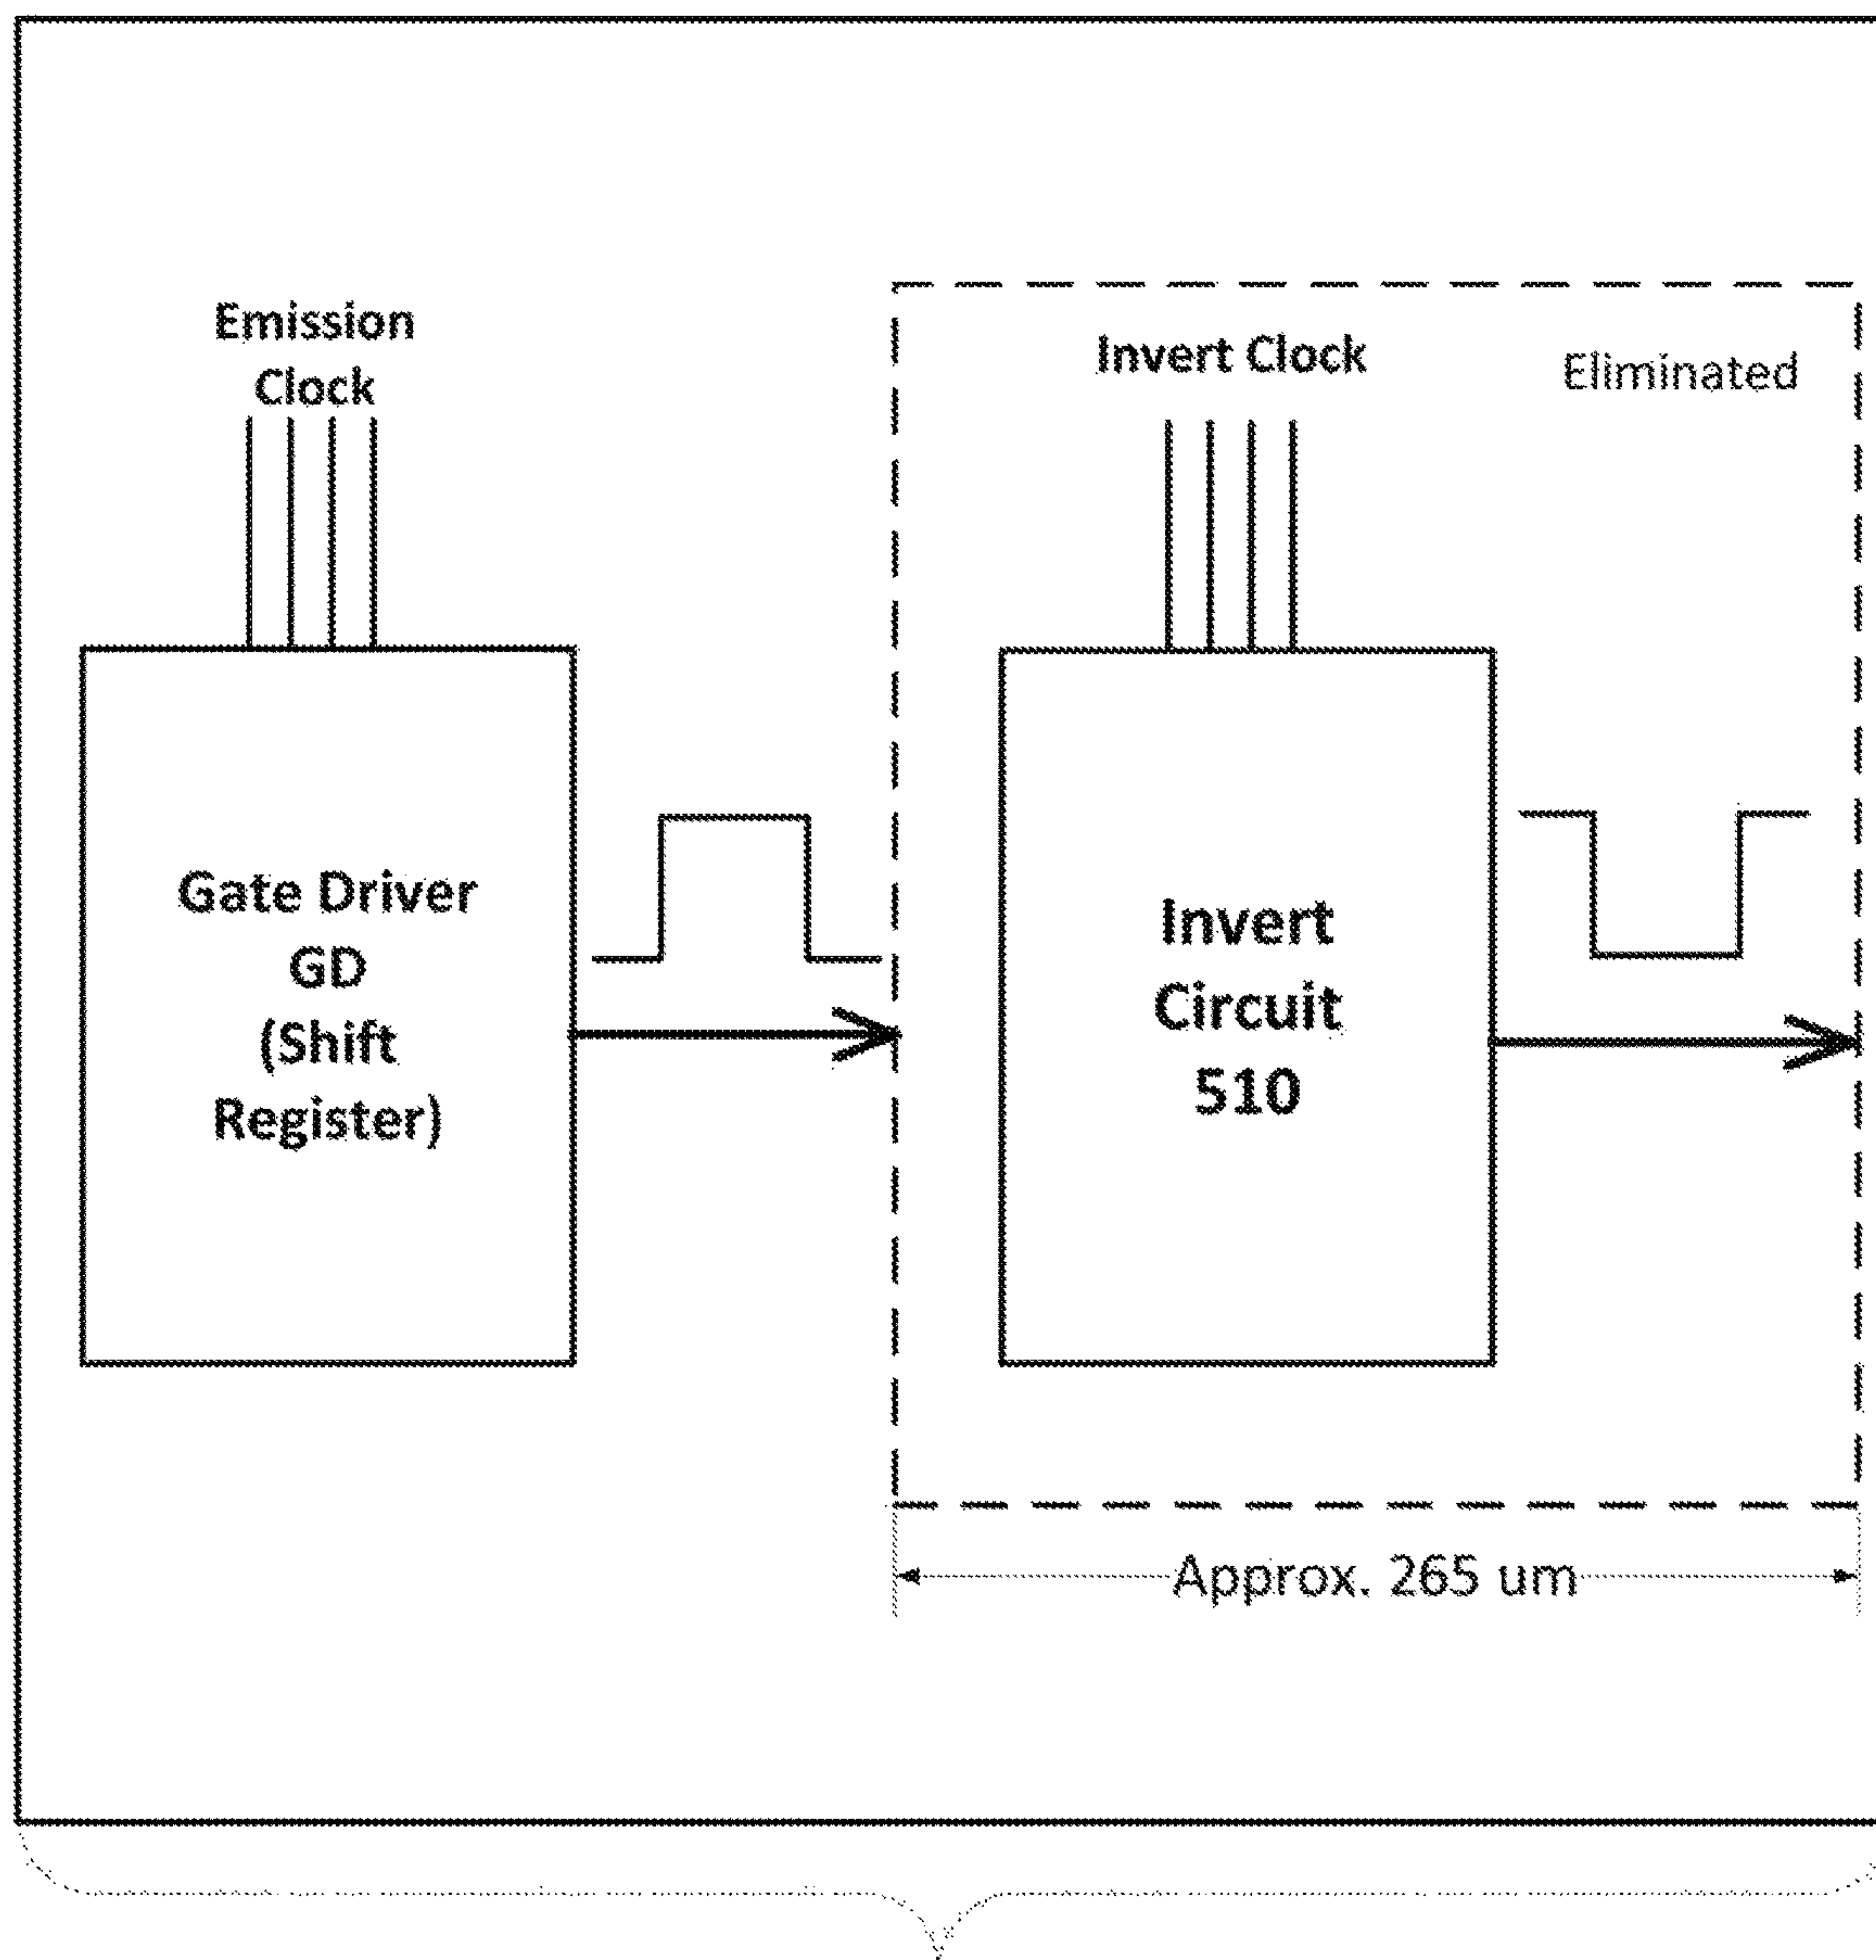 Emission
Clock
Invert Clock
Eliminated
Gate Driver
GD
(Shift
Register)
Invert
Circuit
510
Approx. 265 um